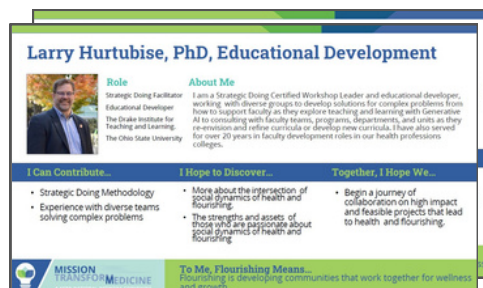 Larry Hurtubise, PhD, Educational Development
Role
Strategic Doing Facilitator
Educational Developer
The Drake Institute for
Teaching and Learning.
The Ohio State University
About Me
I am a Strategic Doing Certified Workshop Leader and educational developer,
working with diverse groups to develop solutions for complex problems from
how to support faculty as they explore teaching and learning with Generative
AI to consulting with faculty teams, programs, departments, and units as they
re-envision and refine curricula or develop new curricula. I have also served
for over 20 years in faculty development roles in our health professions
colleges.
I Can Contribute...
• Strategic Doing Methodology
• Experience with diverse teams
solving complex problems
I Hope to Discover...
• More about the intersection of
social dynamics of health and
flourishing.
• The strengths and assets of
those who are passionate about
social dynamics of health and
flourishing
Together, I Hope We...
• Begin a journey of
collaboration on high impact
and feasible projects that lead
to health and flourishing.
MISSION
TRANSFORMEDICINE
To Me, Flourishing Means...
Flourishing is developing communities that work together for wellness
and growth